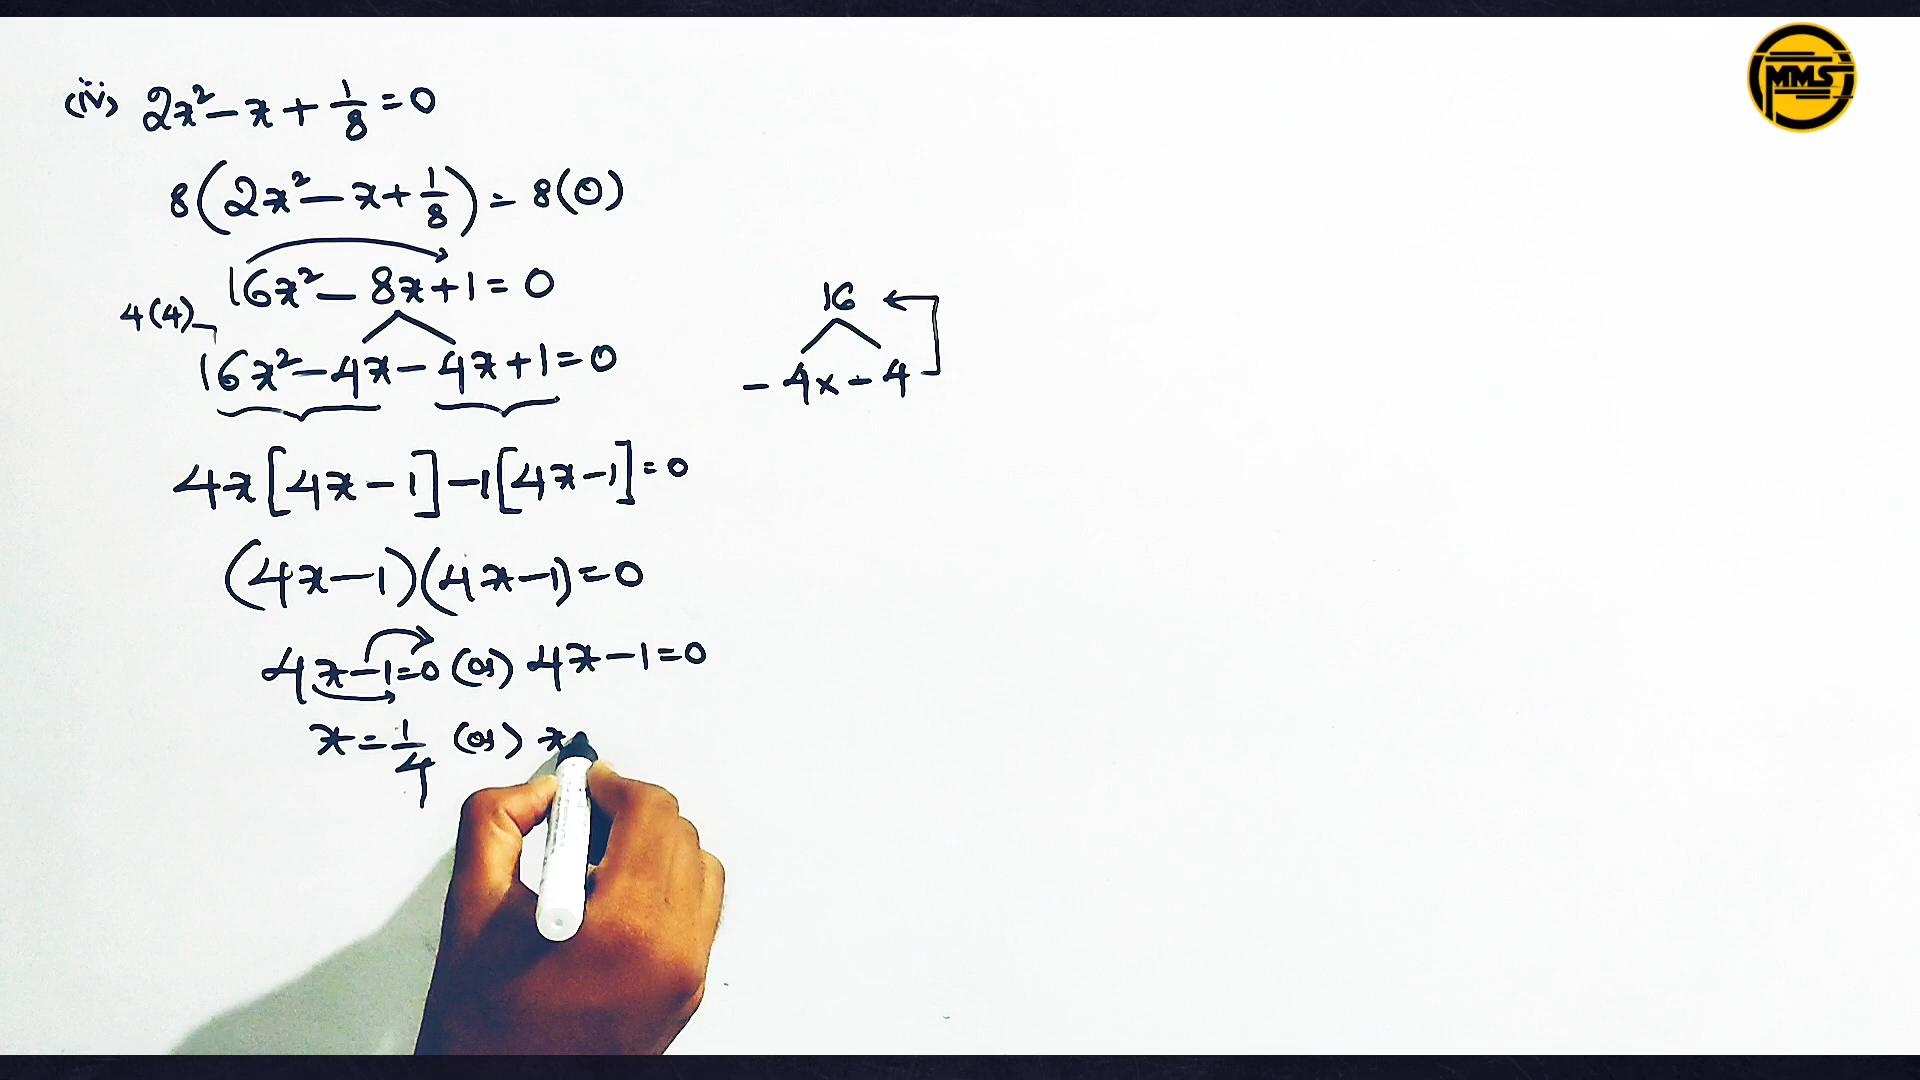 MMS
(iv) 2x² - x + 1/8 = 0
8(2x² - x + 1/8) = 8(0)
16x² - 8x + 1 = 0
4(4)
16x² - 4x - 4x + 1 = 0
16
- 4 x - 4
4x[4x - 1] - 1[4x - 1] = 0
(4x - 1)(4x - 1) = 0
4x - 1 = 0 (or) 4x - 1 = 0
x = 1/4 (or) x